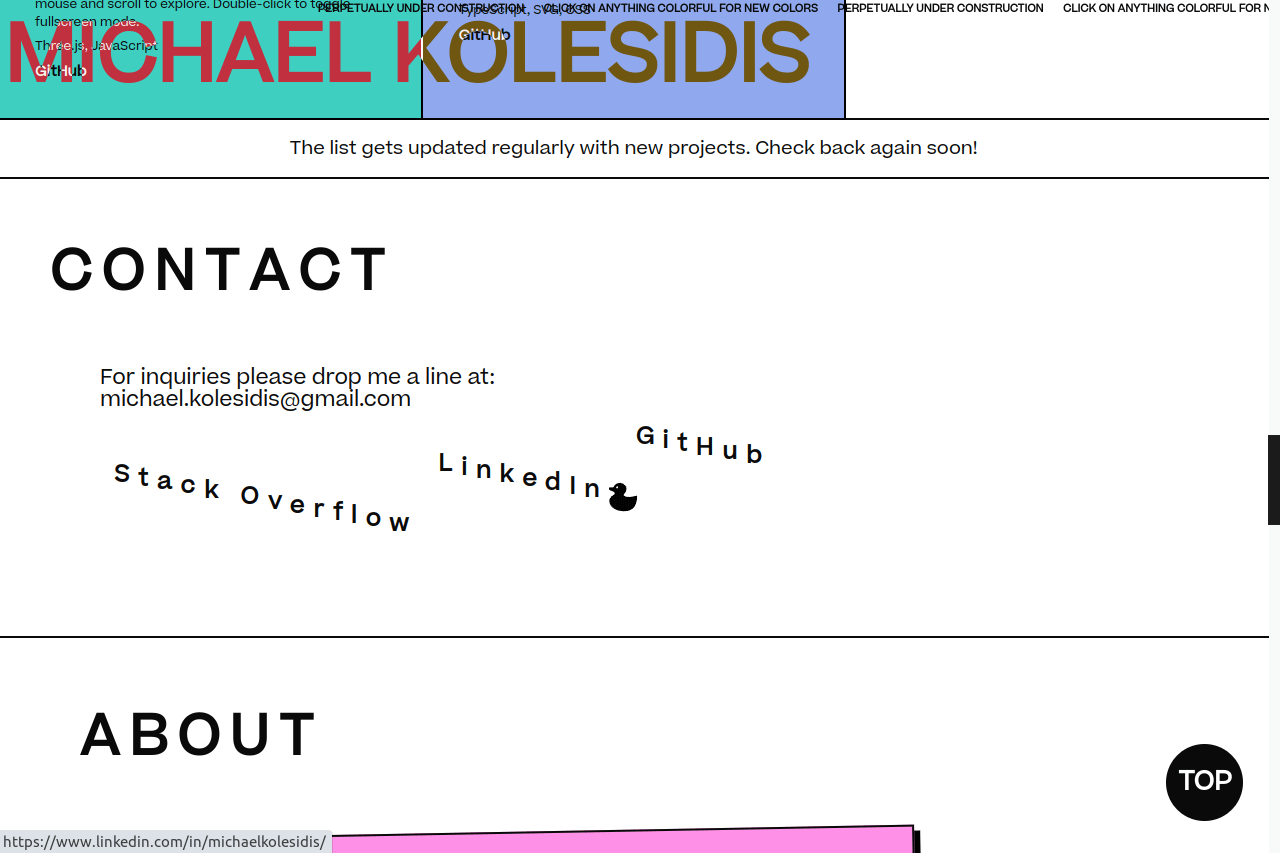 PERPETUALLY UNDER CONSTRUCTION CLICK ON ANYTHING COLORFUL FOR NEW COLORS PERPETUALLY UNDER CONSTRUCTION CLICK ON ANYTHING COLORFUL FOR
mouse and scroll to explore. Double-click to toggle
fullscreen mode.
Three.js, JavaScript
GitHub
TypeScript, SVG, CSS
GitHub
MICHAEL KOLESIDIS
The list gets updated regularly with new projects. Check back again soon!
CONTACT
For inquiries please drop me a line at:
michael.kolesidis@gmail.com
Stack Overflow
LinkedIn
GitHub
ABOUT
TOP
https://www.linkedin.com/in/michaelkolesidis/